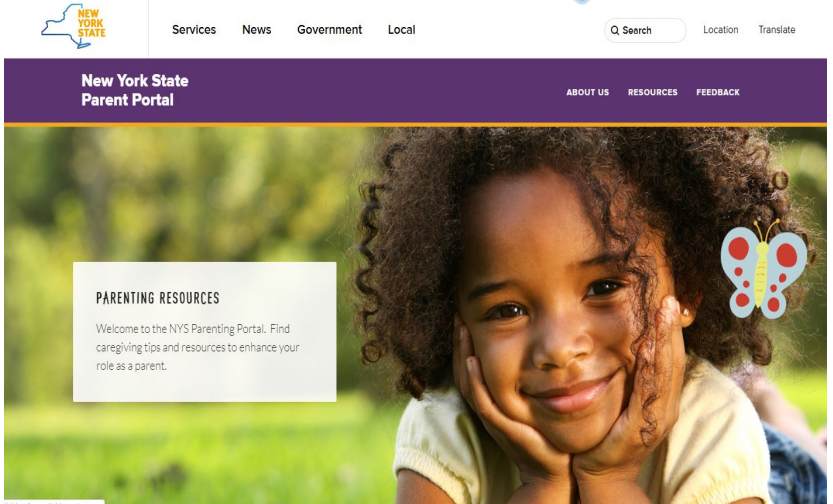 NEW
YORK
STATE
Services News Government Local
Search
Location Translate
New York State
Parent Portal
ABOUT US RESOURCES FEEDBACK
PARENTING RESOURCES
Welcome to the NYS Parenting Portal. Find
caregiving tips and resources to enhance your
role as a parent.